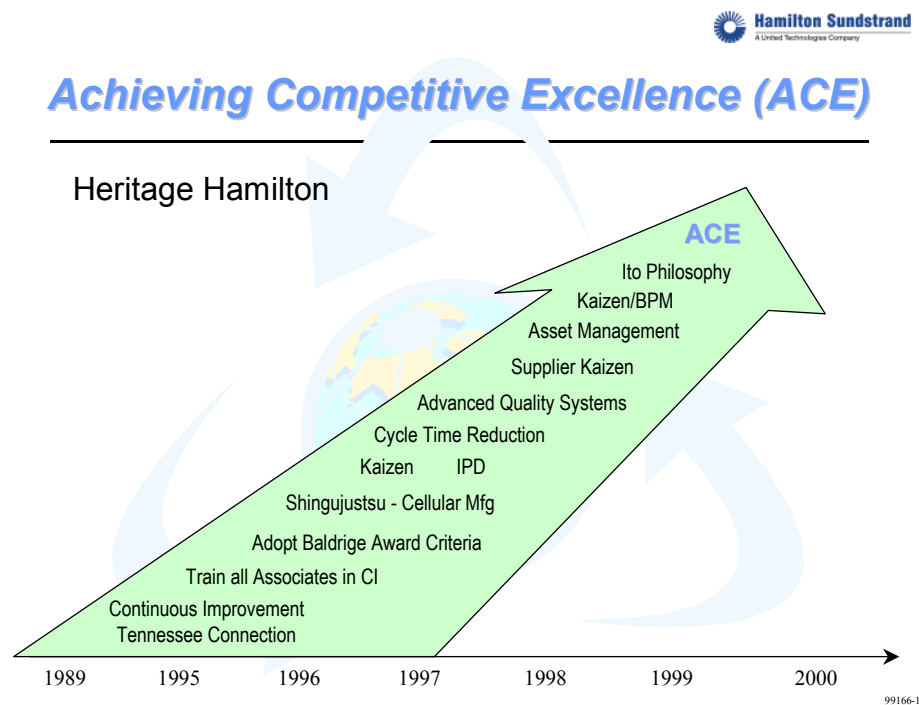 Hamilton Sundstrand
A United Technologies Company
Achieving Competitive Excellence (ACE)
Heritage Hamilton
ACE
Ito Philosophy
Kaizen/BPM
Asset Management
Supplier Kaizen
Advanced Quality Systems
Cycle Time Reduction
Kaizen IPD
Shingujustsu - Cellular Mfg
Adopt Baldrige Award Criteria
Train all Associates in CI
Continuous Improvement
Tennessee Connection
1989 1995 1996 1997 1998 1999 2000
99166-1